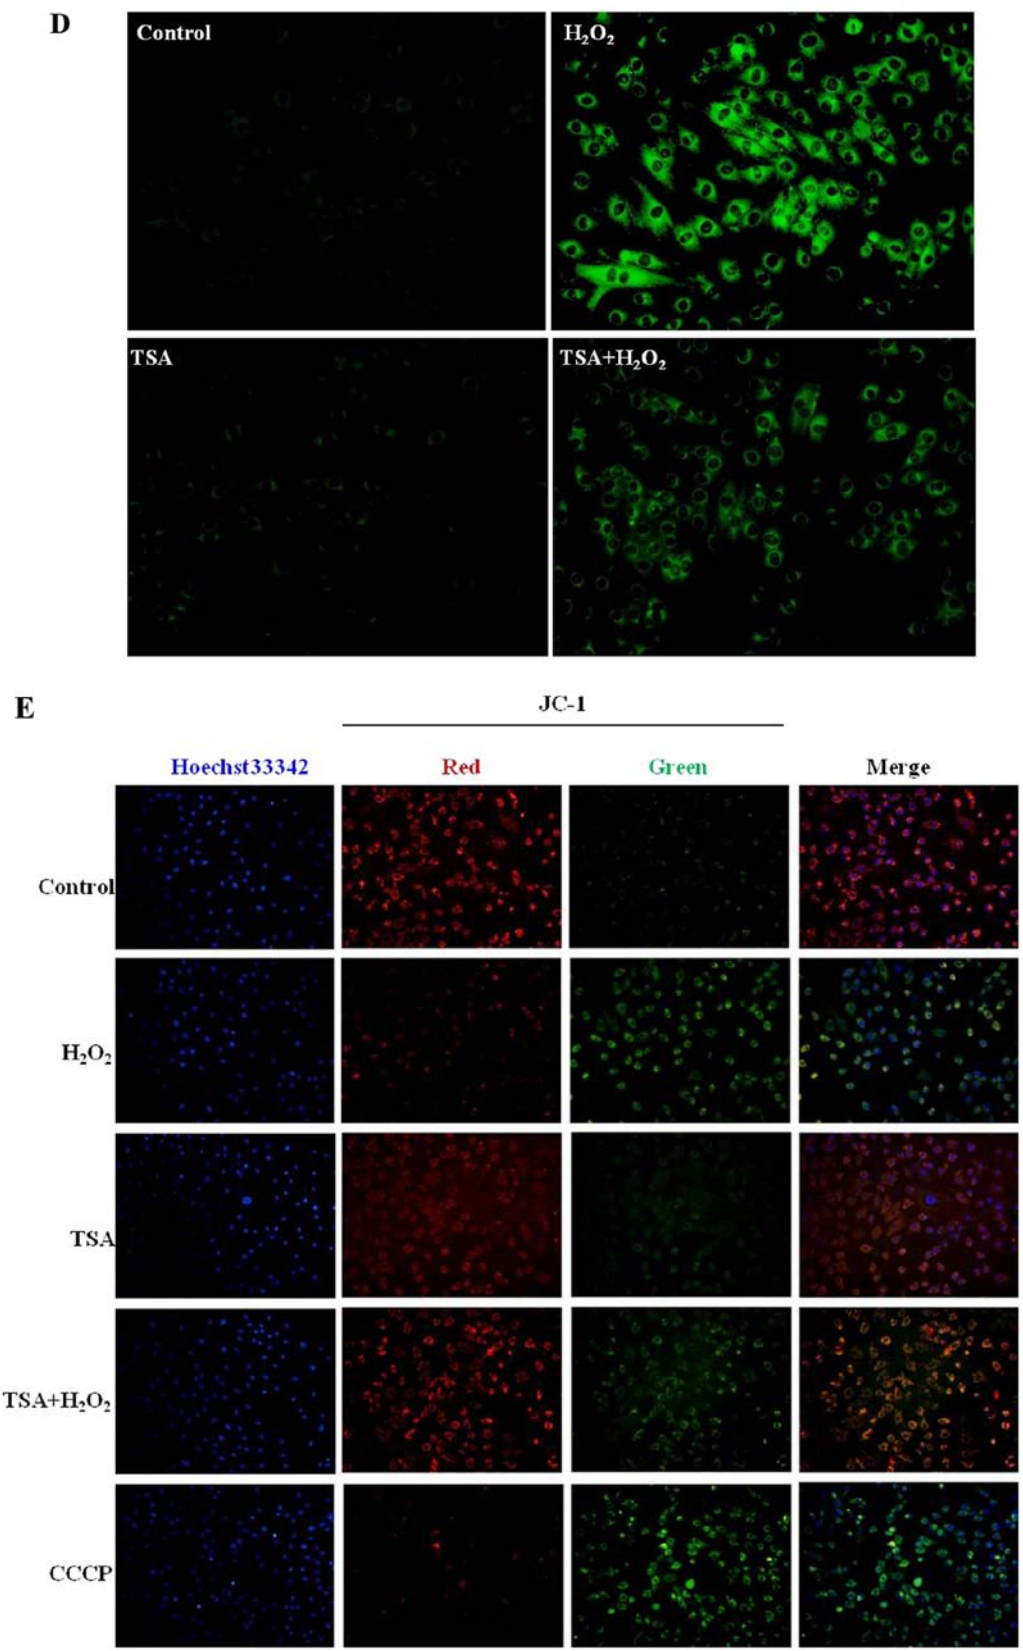 D
Control
H₂O₂
TSA
TSA+H₂O₂
E
JC-1
Hoechst33342 Red Green Merge
Control
H₂O₂
TSA
TSA+H₂O₂
CCCP